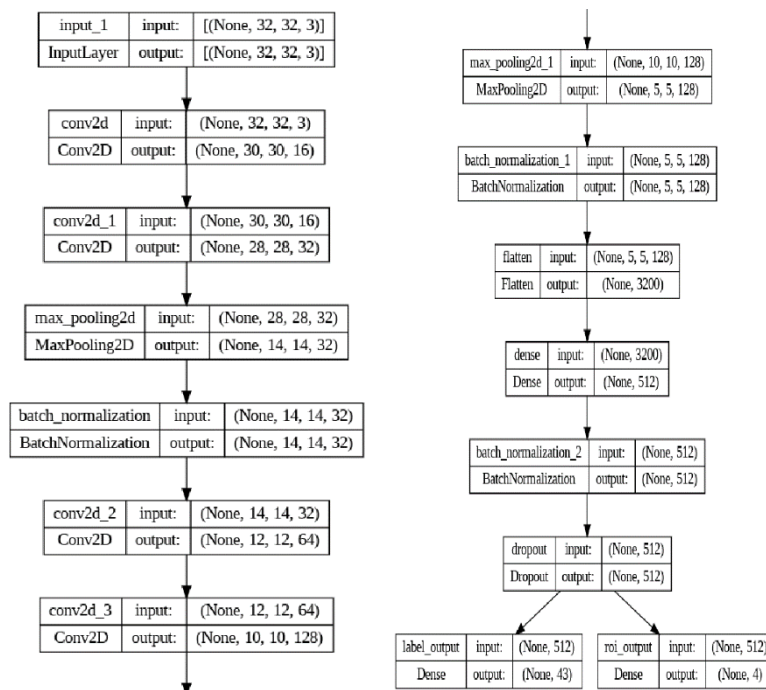 input_1 input: [(None, 32, 32, 3)]
InputLayer output: [(None, 32, 32, 3)]
conv2d input: (None, 32, 32, 3)
Conv2D output: (None, 30, 30, 16)
conv2d_1 input: (None, 30, 30, 16)
Conv2D output: (None, 28, 28, 32)
max_pooling2d input: (None, 28, 28, 32)
MaxPooling2D output: (None, 14, 14, 32)
batch_normalization input: (None, 14, 14, 32)
BatchNormalization output: (None, 14, 14, 32)
conv2d_2 input: (None, 14, 14, 32)
Conv2D output: (None, 12, 12, 64)
conv2d_3 input: (None, 12, 12, 64)
Conv2D output: (None, 10, 10, 128)
max_pooling2d_1 input: (None, 10, 10, 128)
MaxPooling2D output: (None, 5, 5, 128)
batch_normalization_1 input: (None, 5, 5, 128)
BatchNormalization output: (None, 5, 5, 128)
flatten input: (None, 5, 5, 128)
Flatten output: (None, 3200)
dense input: (None, 3200)
Dense output: (None, 512)
batch_normalization_2 input: (None, 512)
BatchNormalization output: (None, 512)
dropout input: (None, 512)
Dropout output: (None, 512)
label_output input: (None, 512)
Dense output: (None, 43)
roi_output input: (None, 512)
Dense output: (None, 4)